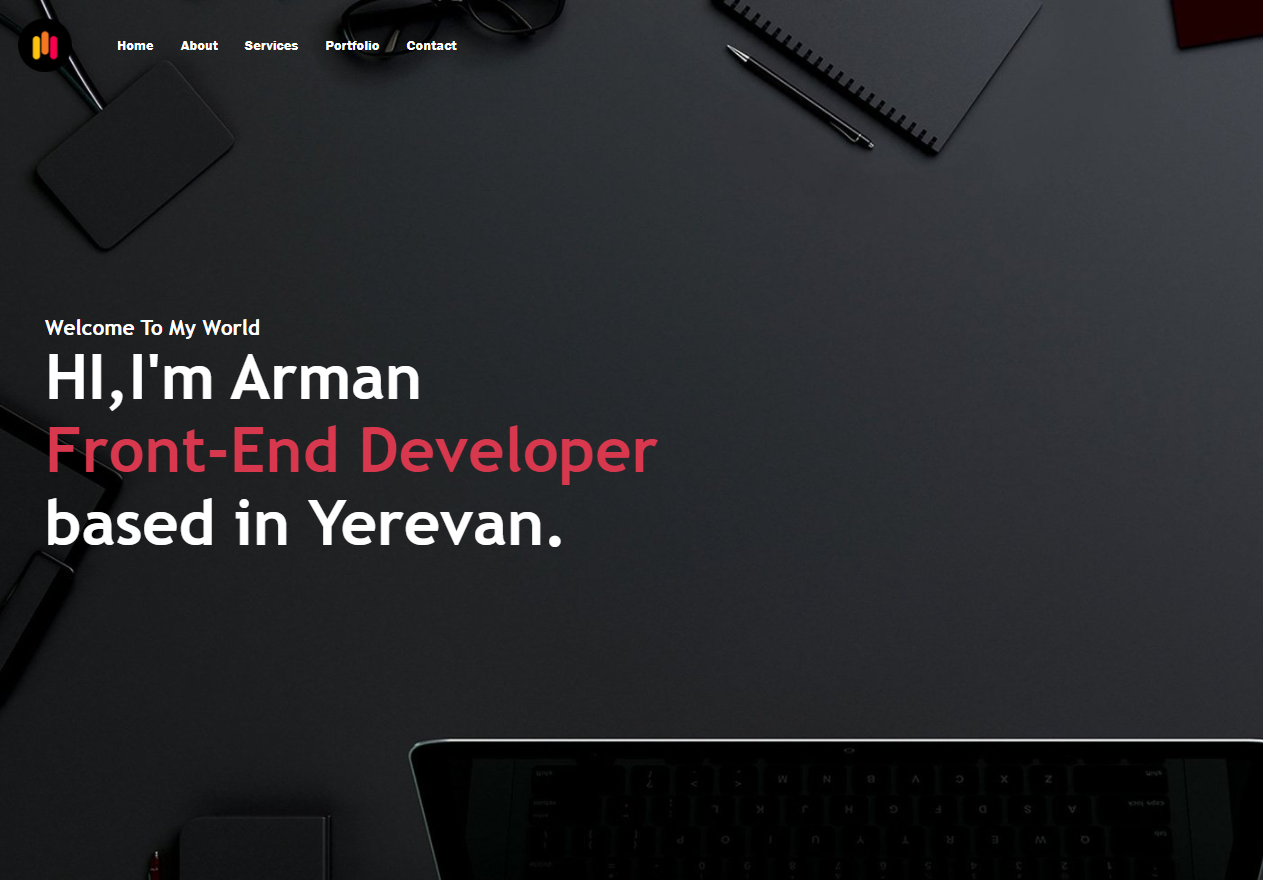 Home About Services Portfolio Contact
Welcome To My World
HI,I'm Arman
Front-End Developer
based in Yerevan.